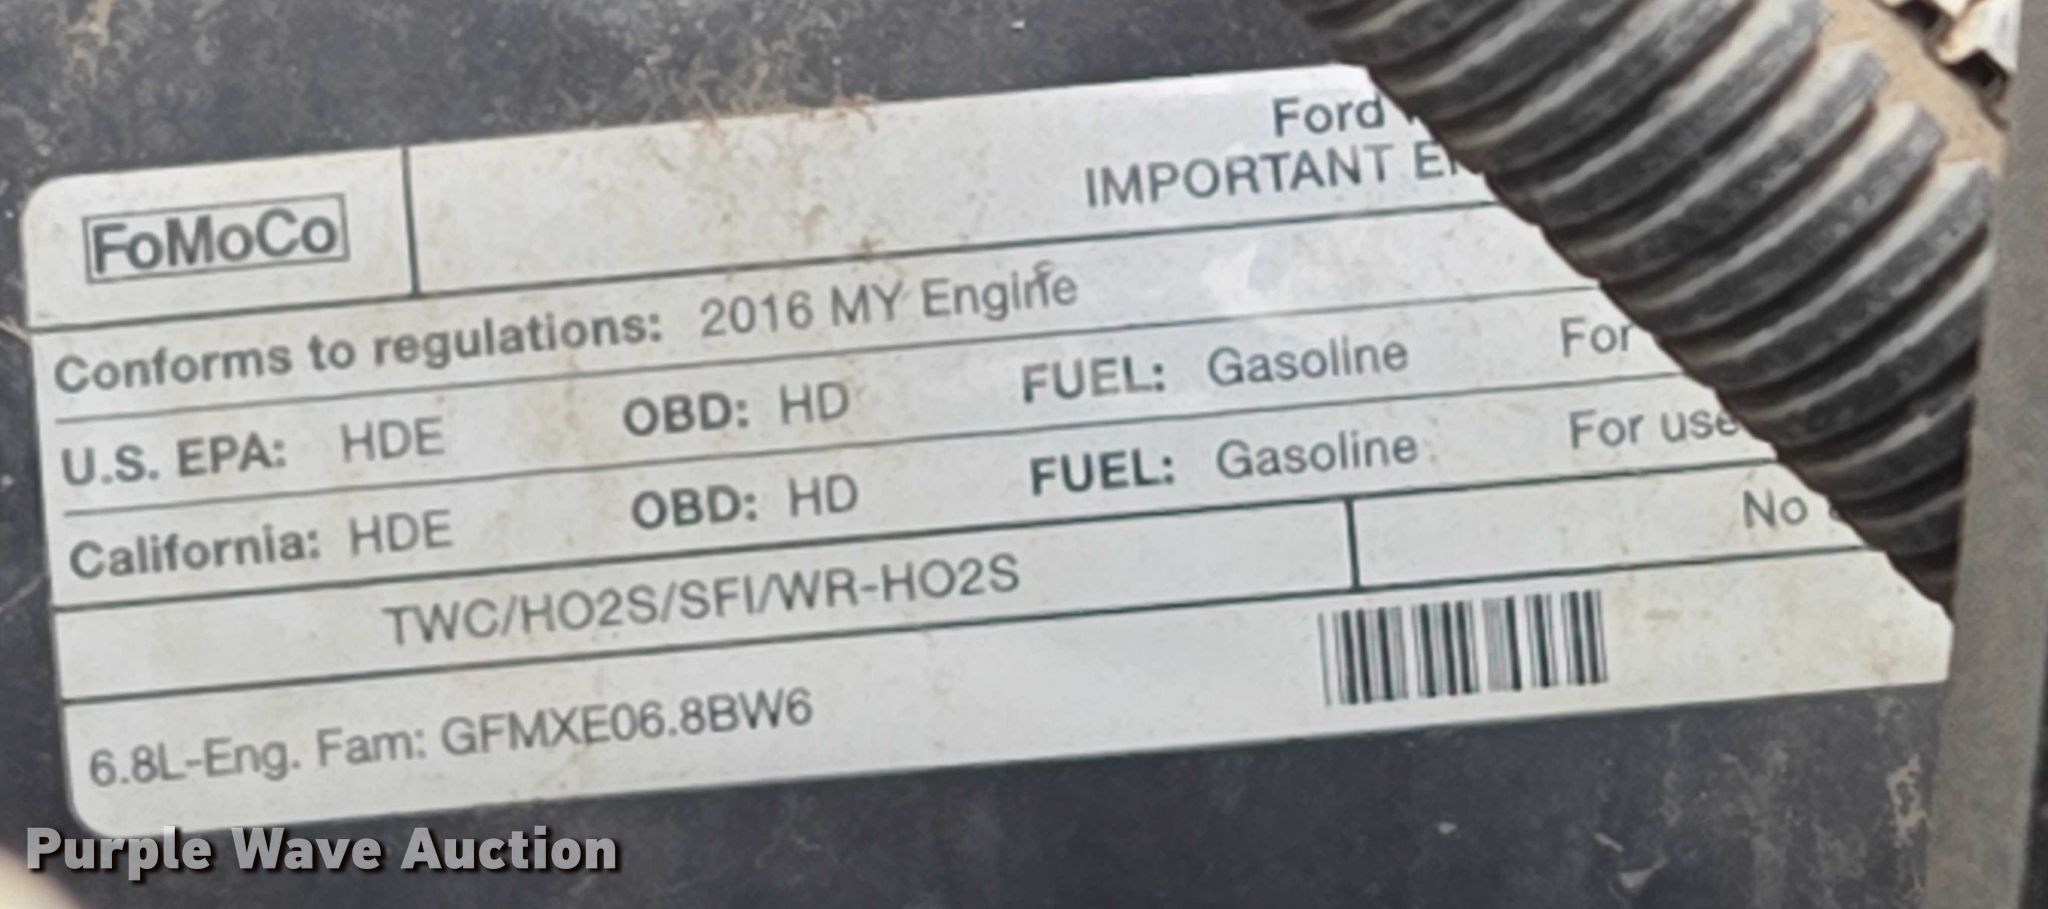 FoMoCo
Ford
IMPORTANT
Conforms to regulations: 2016 MY Engine
U.S. EPA: HDE OBD: HD FUEL: Gasoline For
California: HDE OBD: HD FUEL: Gasoline For use
TWC/HO2S/SFI/WR-HO2S No
6.8L-Eng. Fam: GFMXE06.8BW6
Purple Wave Auction